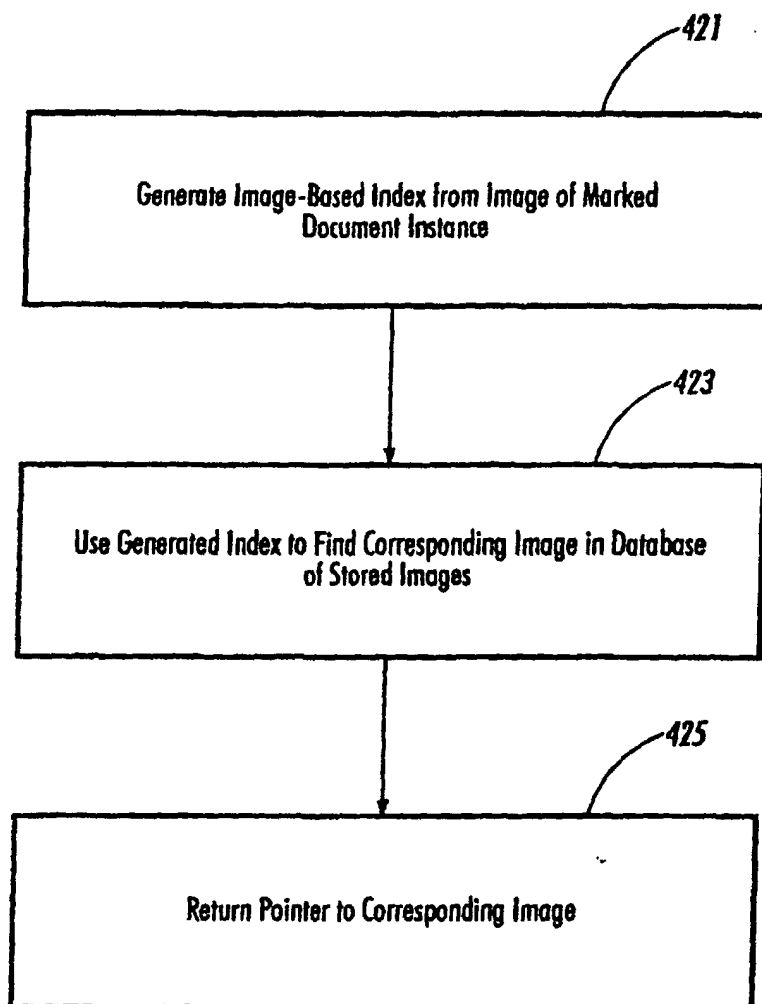 421
Generate Image-Based Index from Image of Marked
Document Instance
423
Use Generated Index to Find Corresponding Image in Database
of Stored Images
425
Return Pointer to Corresponding Image